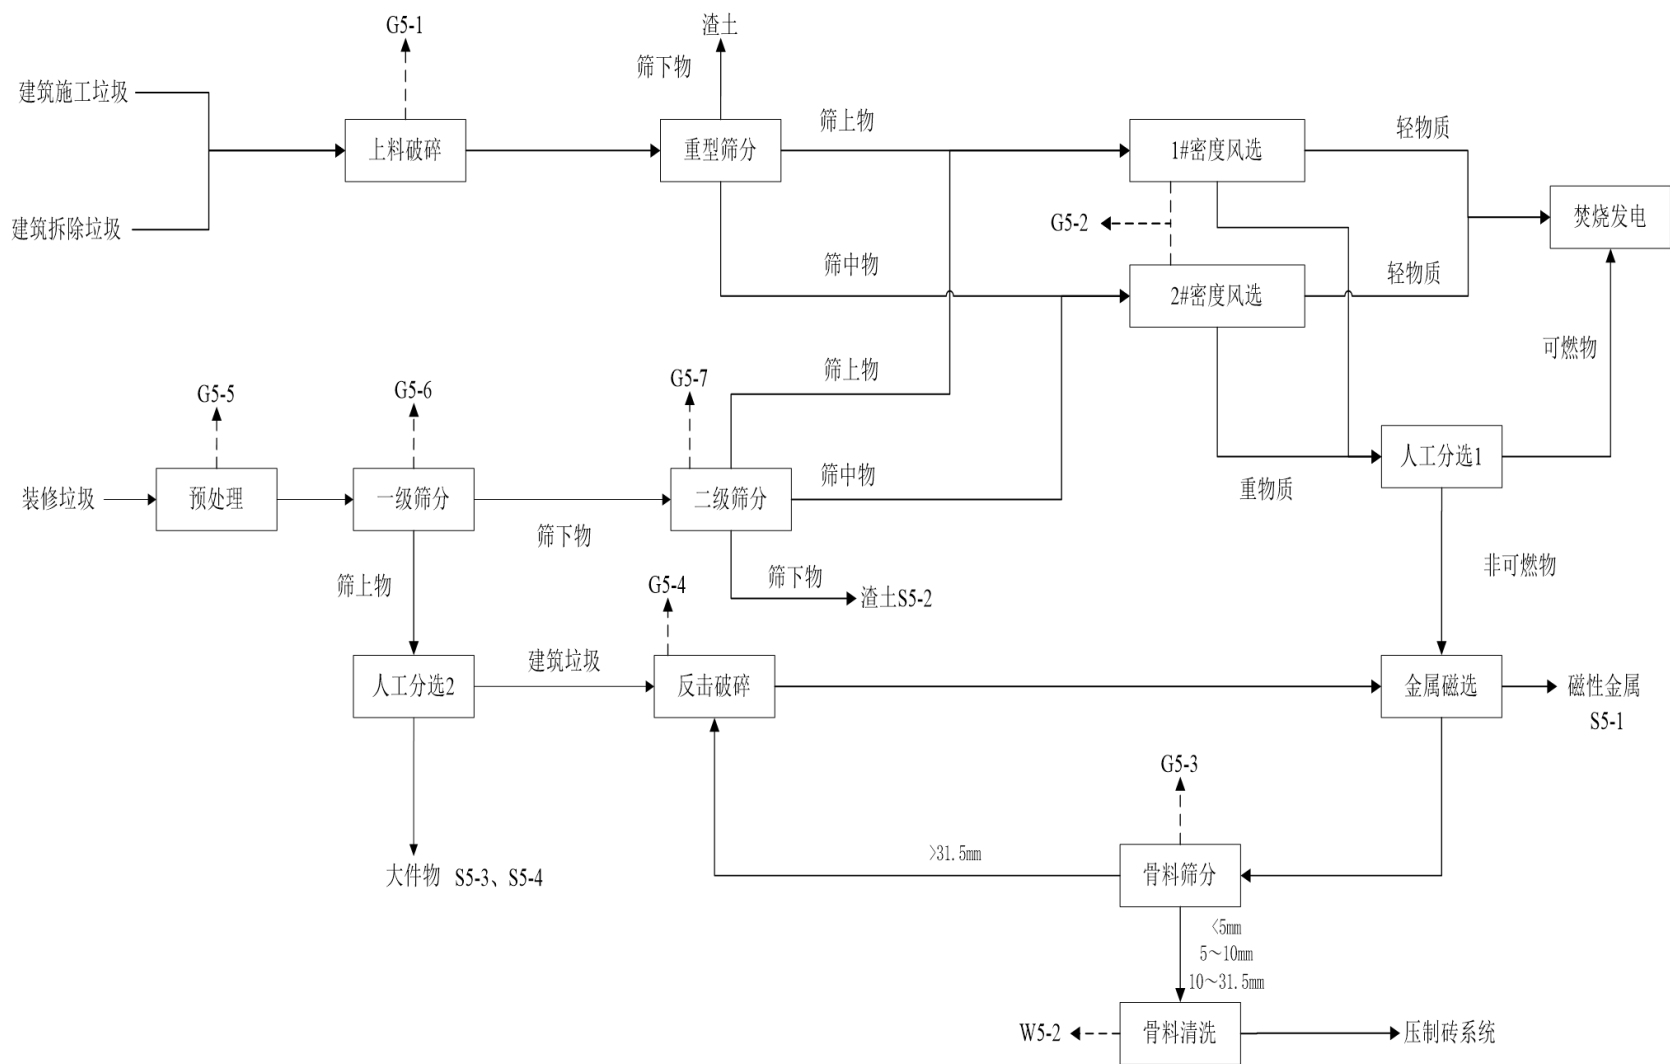 G5-1
渣土
筛下物
建筑施工垃圾
上料破碎
重型筛分
筛上物
1#密度风选
轻物质
建筑拆除垃圾
G5-2
焚烧发电
筛中物
2#密度风选
轻物质
可燃物
筛上物
G5-5
G5-6
G5-7
人工分选1
装修垃圾
预处理
一级筛分
筛下物
二级筛分
筛中物
重物质
筛上物
G5-4
筛下物
渣土S5-2
非可燃物
人工分选2
建筑垃圾
反击破碎
金属磁选
磁性金属
S5-1
G5-3
大件物 S5-3、S5-4
>31.5mm
骨料筛分
<5mm
5～10mm
10～31.5mm
W5-2
骨料清洗
压制砖系统